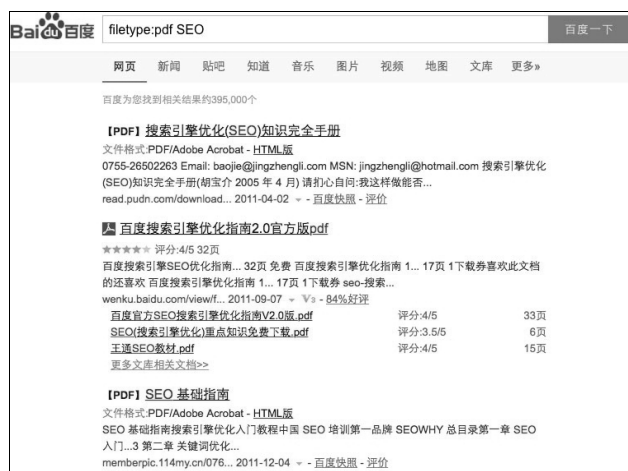 Bai du 百度 filetype:pdf SEO 百度一下
网页 新闻 贴吧 知道 音乐 图片 视频 地图 文库 更多»
百度为您找到相关结果约395,000个
【PDF】搜索引擎优化(SEO)知识完全手册
文件格式:PDF/Adobe Acrobat - HTML版
0755-26502263 Email: baojie@jingzhengli.com MSN: jingzhengli@hotmail.com 搜索引擎优化
(SEO)知识完全手册(胡宝介 2005 年 4 月) 请扪心自问:我这样做能否...
read.pudn.com/download... 2011-04-02 - 百度快照 - 评价
百度搜索引擎优化指南2.0官方版pdf
★★★★★ 评分:4/5 32页
百度搜索引擎SEO优化指南... 32页 免费 百度搜索引擎优化指南 1... 17页 1下载券喜欢此文档
的还喜欢 百度搜索引擎优化指南 1... 17页 1下载券 seo-搜索...
wenku.baidu.com/view/f... 2011-09-07 V3 - 84%好评
百度官方SEO搜索引擎优化指南V2.0版.pdf 评分:4/5 33页
SEO(搜索引擎优化)重点知识免费下载.pdf 评分:3.5/5 6页
王通SEO教材.pdf 评分:4/5 15页
更多文库相关文档>>
【PDF】SEO 基础指南
文件格式:PDF/Adobe Acrobat - HTML版
SEO 基础指南搜索引擎优化入门教程中国 SEO 培训第一品牌 SEOWHY 总目录第一章 SEO
入门...3 第二章 关键词优化...
memberpic.114my.cn/076... 2011-12-04 - 百度快照 - 评价